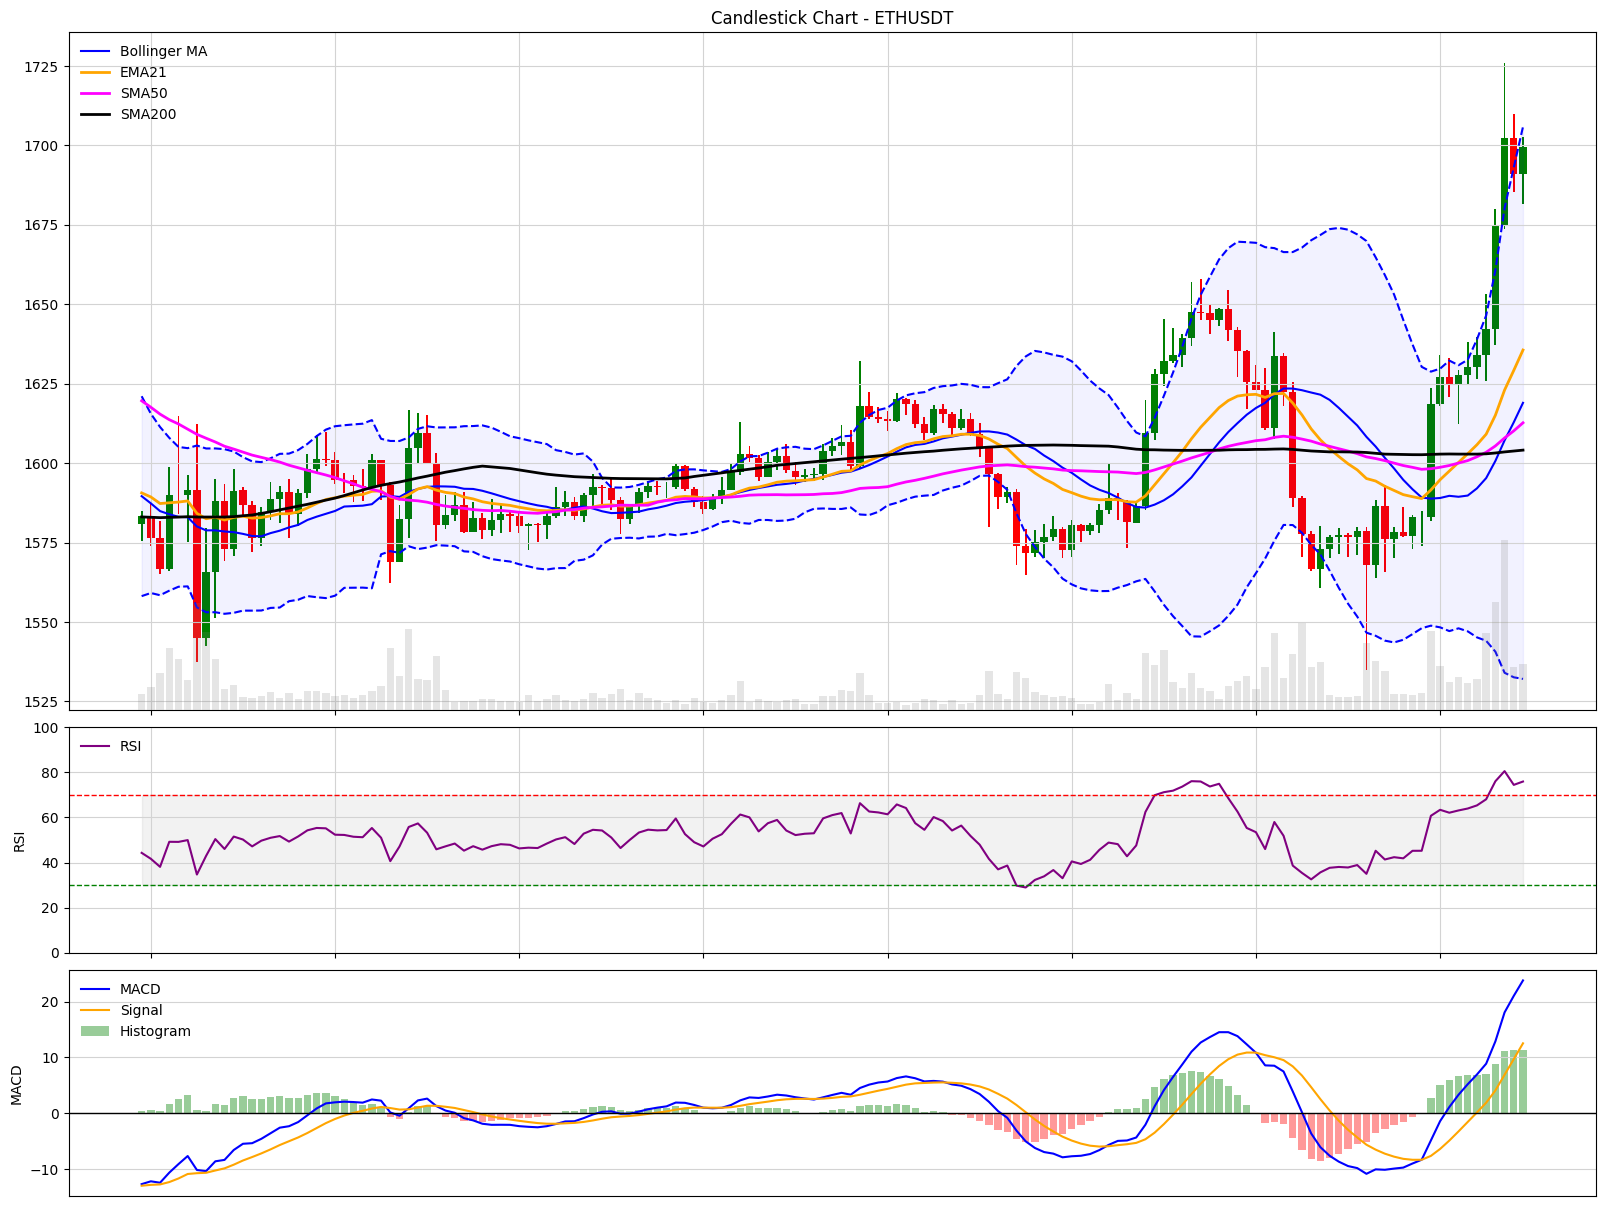 Candlestick Chart - ETHUSDT
Bollinger MA
EMA21
SMA50
SMA200
1725
1700
1675
1650
1625
1600
1575
1550
1525
RSI
RSI
100
80
60
40
20
0
MACD
Signal
Histogram
MACD
20
10
0
−10